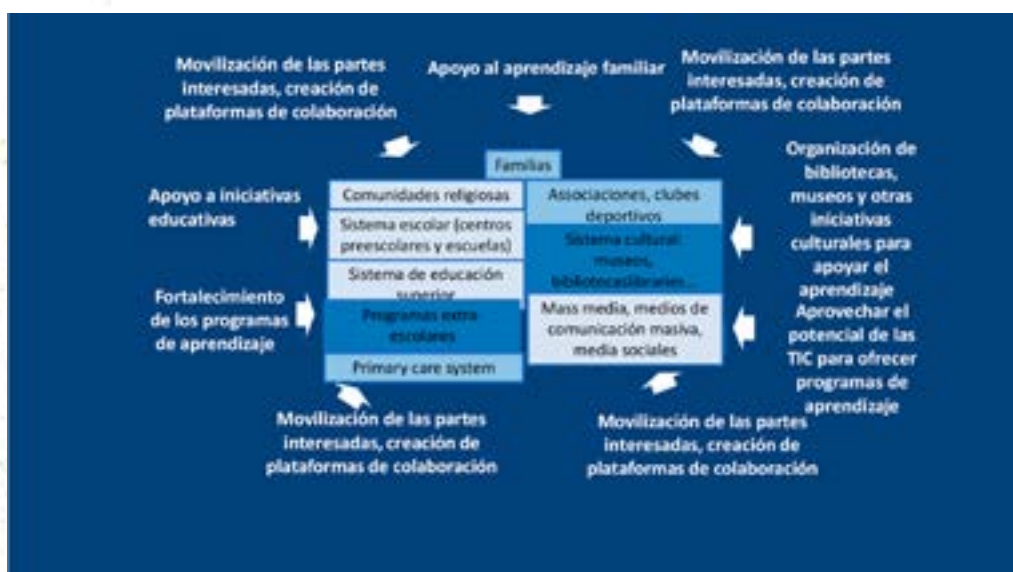 Movilización de las partes
interesadas, creación de
plataformas de colaboración
Apoyo al aprendizaje familiar
Movilización de las partes
interesadas, creación de
plataformas de colaboración
Familias
Apoyo a iniciativas
educativas
Fortalecimiento
de los programas
de aprendizaje
Comunidades religiosas
Sistema escolar (centros
preescolares y escuelas)
Sistema de educación
superior
Programas extra
escolares
Primary care system
Associaciones, clubes
deportivos
Sistema cultural:
museos,
bibliotecaslibraries...
Mass media, medios de
comunicación masiva,
media sociales
Organización de
bibliotecas,
museos y otras
iniciativas
culturales para
apoyar el
aprendizaje
Aprovechar el
potencial de las
TIC para ofrecer
programas de
aprendizaje
Movilización de las partes
interesadas, creación de
plataformas de colaboración
Movilización de las partes
interesadas, creación de
plataformas de colaboración